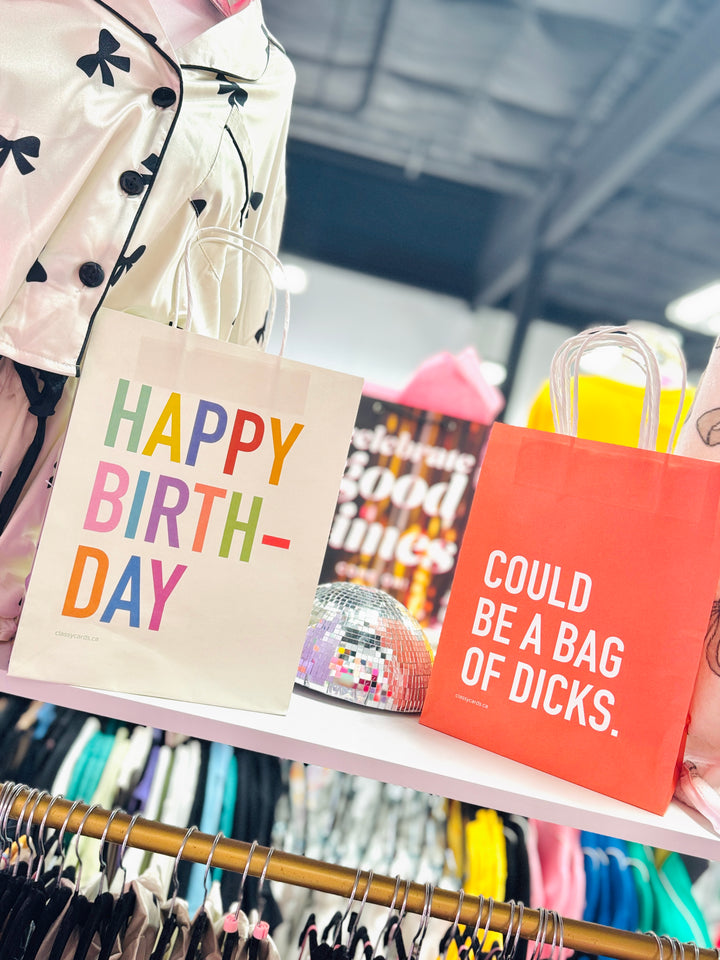 HAPPY
BIRTH-
DAY
classycards.ca
celebrate
good
times
COULD
BE A BAG
OF DICKS.
classycards.ca